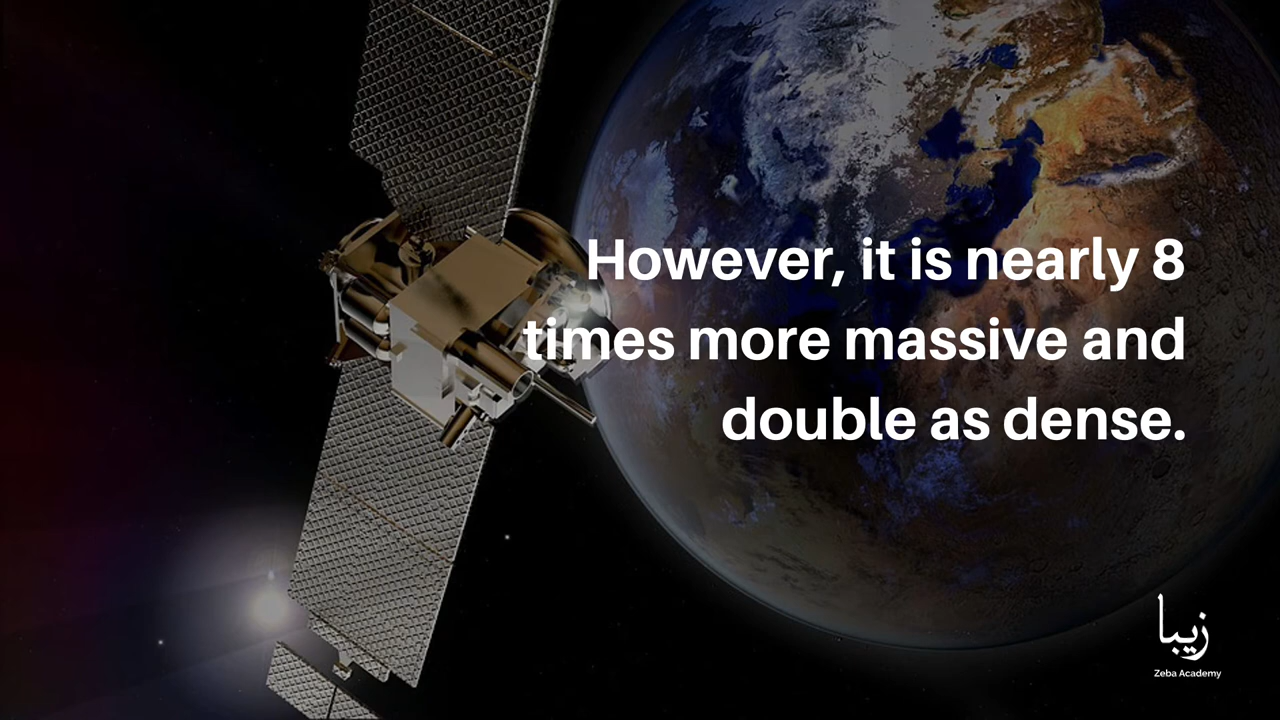 However, it is nearly 8
times more massive and
double as dense.
زيبا
Zeba Academy